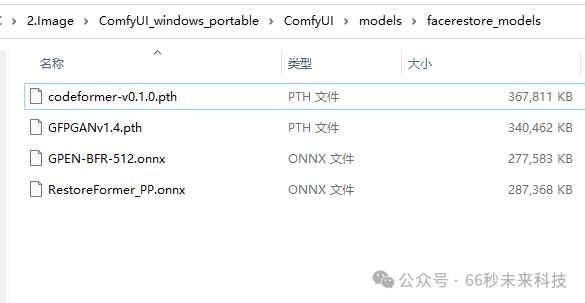 2.Image > ComfyUI_windows_portable > ComfyUI > models > facerestore_models
名称 类型 大小
codeformer-v0.1.0.pth PTH 文件 367,811 KB
GFPGANv1.4.pth PTH 文件 340,462 KB
GPEN-BFR-512.onnx ONNX 文件 277,583 KB
RestoreFormer_PP.onnx ONNX 文件 287,368 KB
公众号 · 66秒未来科技